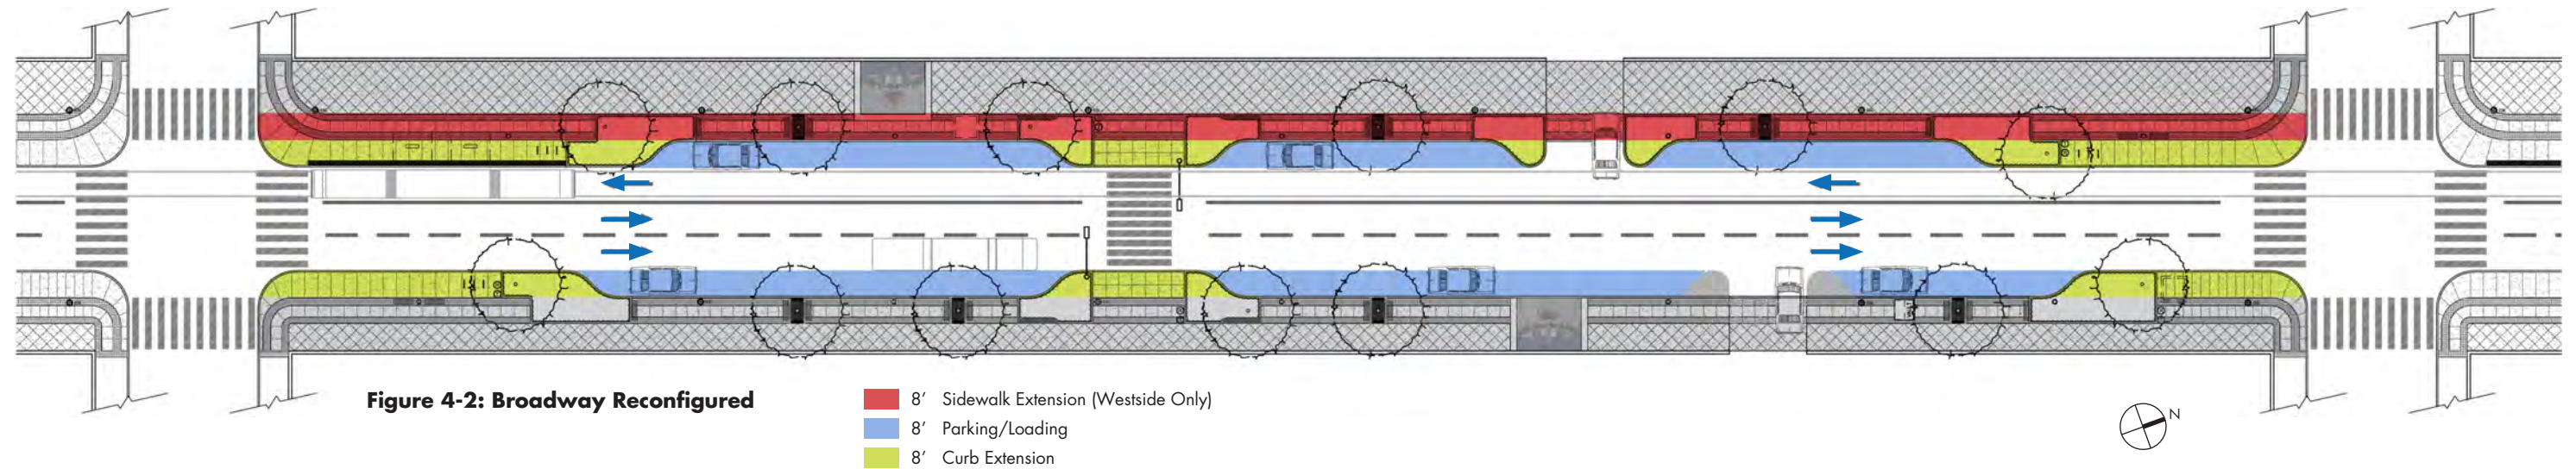 Figure 4-2: Broadway Reconfigured
8’ Sidewalk Extension (Westside Only)
8’ Parking/Loading
8’ Curb Extension
N